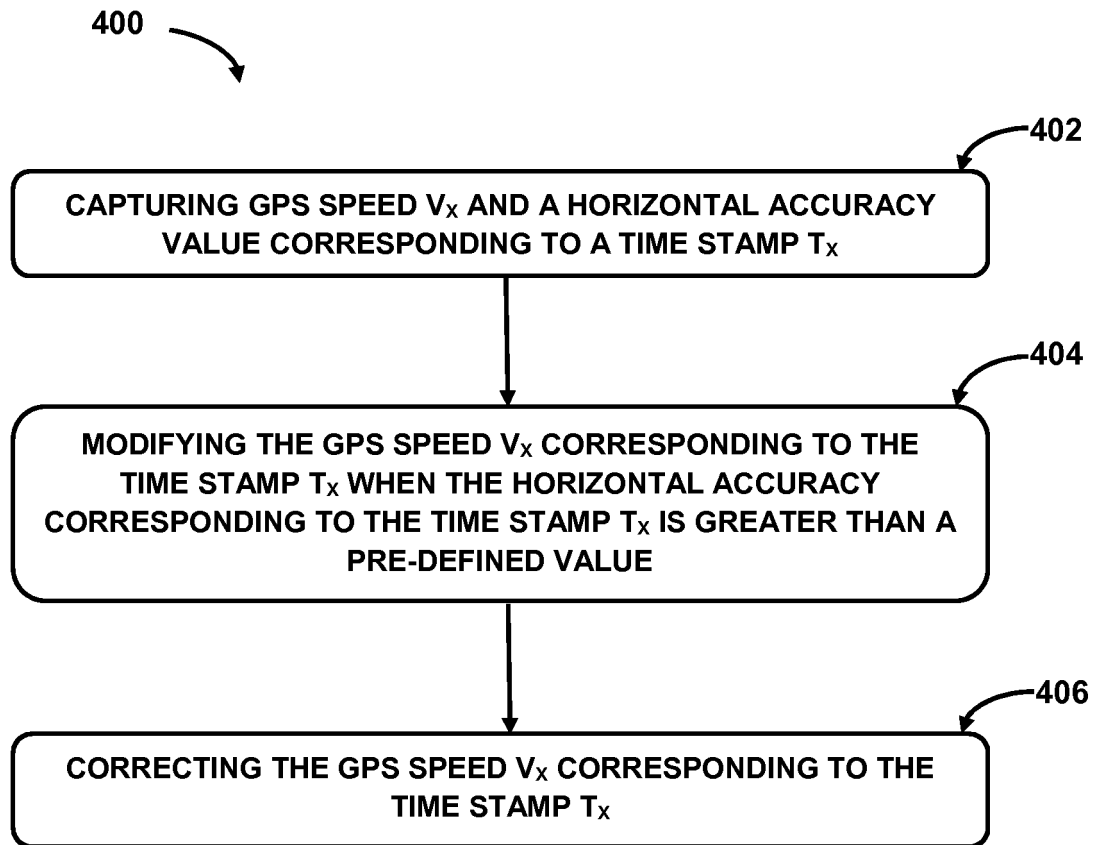 400
402
CAPTURING GPS SPEED Vₓ AND A HORIZONTAL ACCURACY
VALUE CORRESPONDING TO A TIME STAMP Tₓ
404
MODIFYING THE GPS SPEED Vₓ CORRESPONDING TO THE
TIME STAMP Tₓ WHEN THE HORIZONTAL ACCURACY
CORRESPONDING TO THE TIME STAMP Tₓ IS GREATER THAN A
PRE-DEFINED VALUE
406
CORRECTING THE GPS SPEED Vₓ CORRESPONDING TO THE
TIME STAMP Tₓ